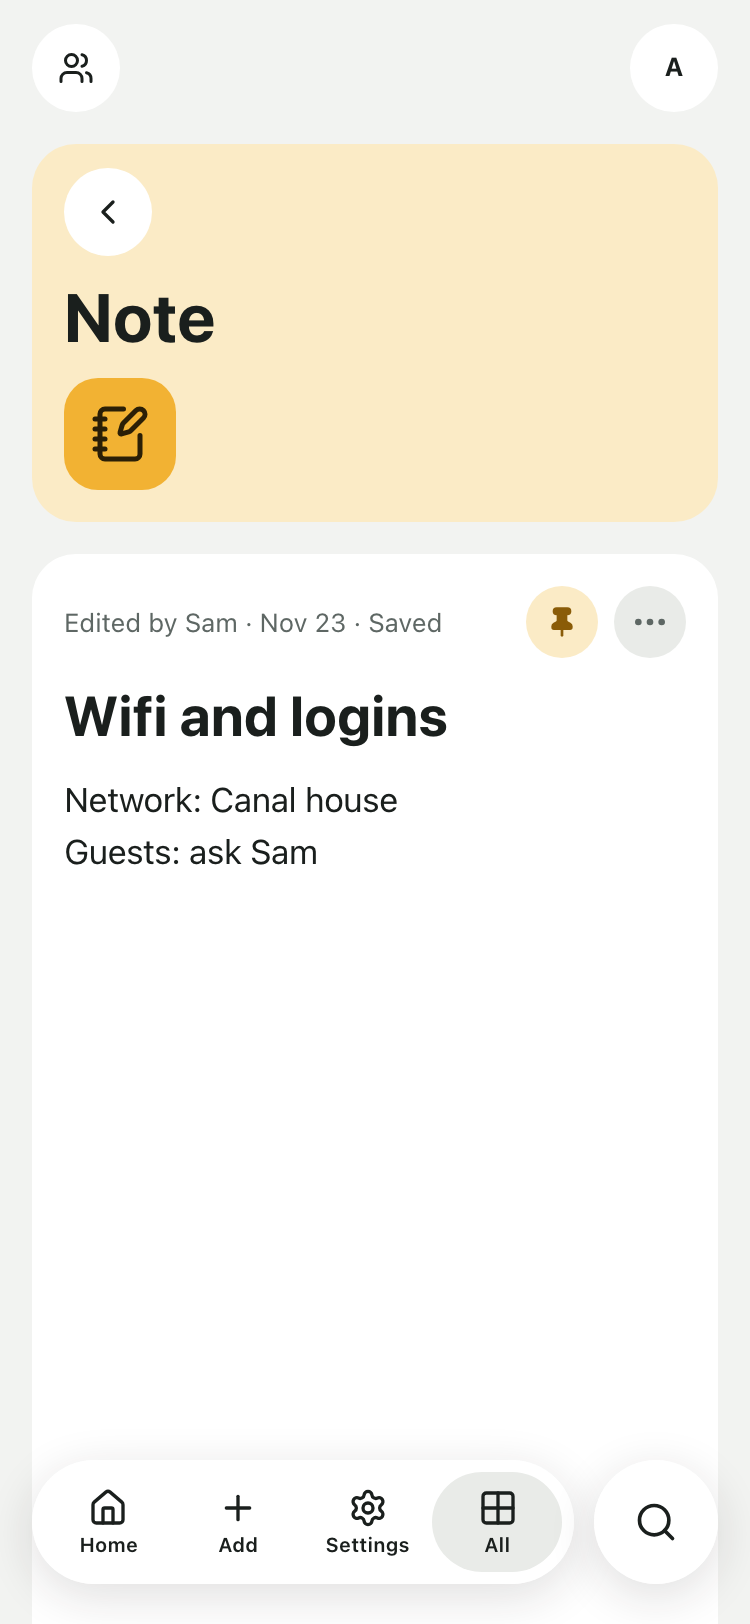 A
Note
Edited by Sam · Nov 23 · Saved
Wifi and logins
Network: Canal house
Guests: ask Sam
Home
Add
Settings
All